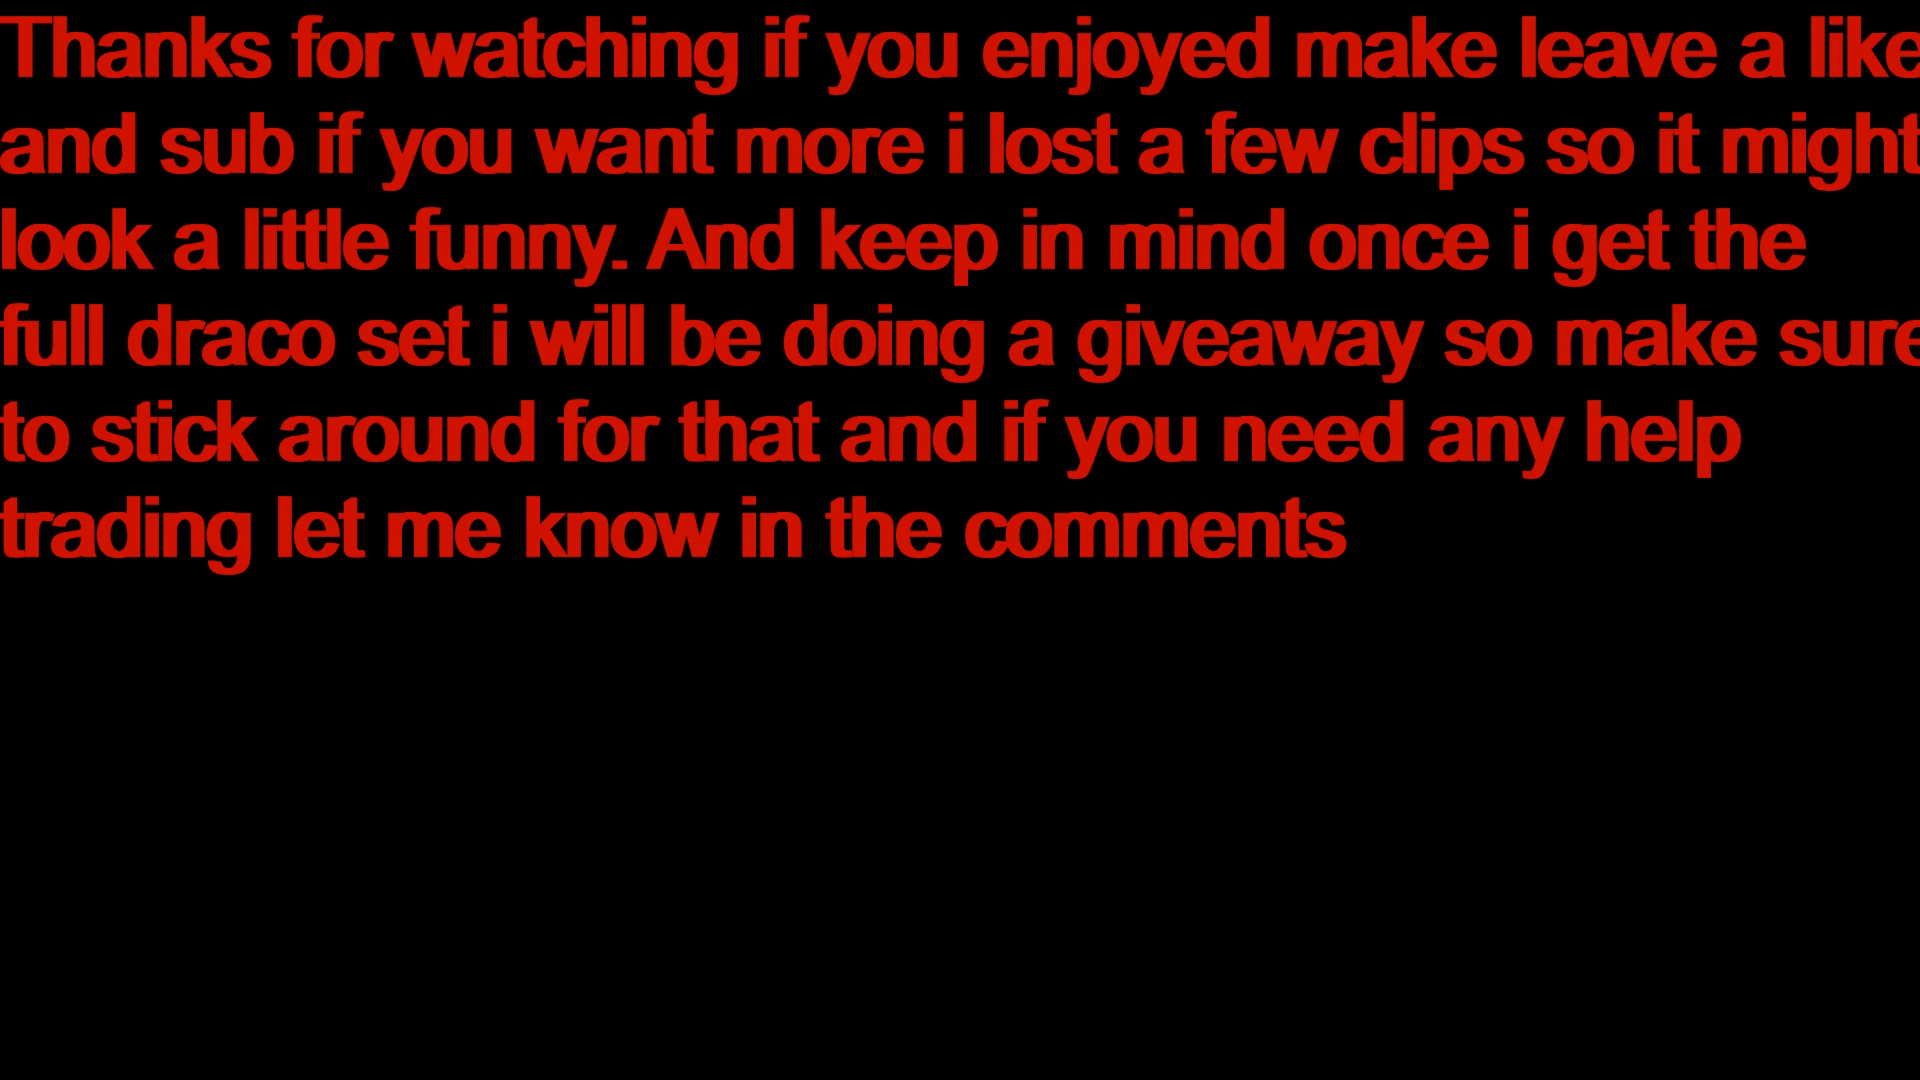 Thanks for watching if you enjoyed make leave a like
and sub if you want more i lost a few clips so it might
look a little funny. And keep in mind once i get the
full draco set i will be doing a giveaway so make sure
to stick around for that and if you need any help
trading let me know in the comments